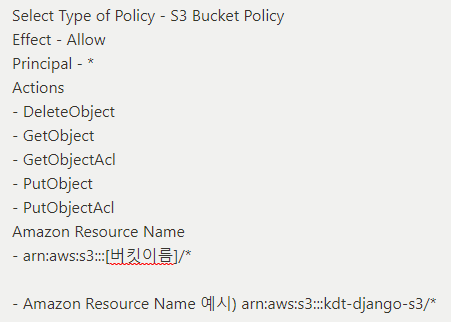 Select Type of Policy - S3 Bucket Policy
Effect - Allow
Principal - *
Actions
- DeleteObject
- GetObject
- GetObjectAcl
- PutObject
- PutObjectAcl
Amazon Resource Name
- arn:aws:s3:::[버킷이름]/*
- Amazon Resource Name 예시) arn:aws:s3:::kdt-django-s3/*